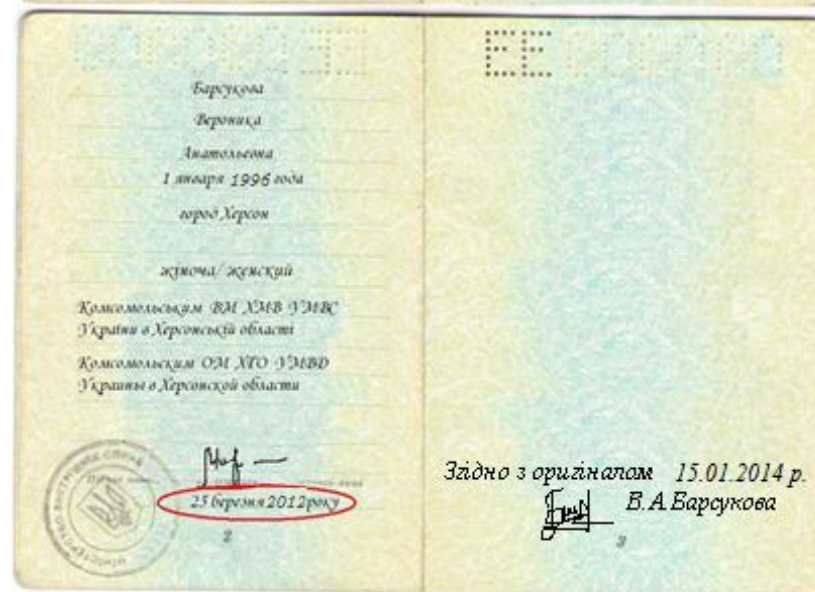 Барсукова
Вероника
Анатольевна
1 января 1996 года
город Херсон
жіноча/женский
Комсомольським ВМ ХМВ УМВС
України в Херсонській області
Комсомольским ОМ ХГО УМВD
Украины в Херсонской области
25 березня 2012 року
2
ЕЕ
Згідно з оригіналом 15.01.2014 р.
В.А.Барсукова
3